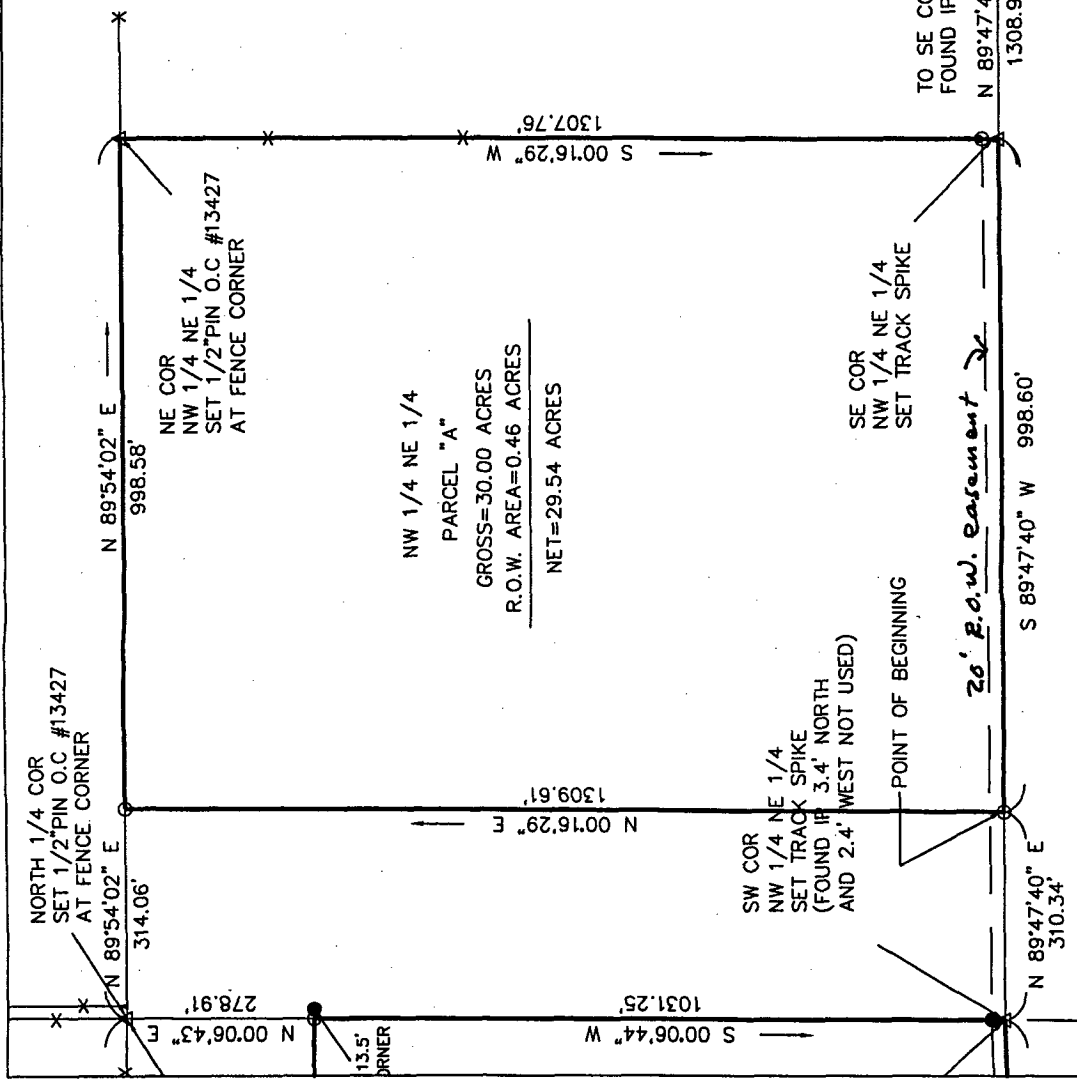 NORTH 1/4 COR
SET 1/2"PIN O.C #13427
AT FENCE CORNER
N 89°54'02" E
314.06'
N 89°54'02" E
998.58'
NE COR
NW 1/4 NE 1/4
SET 1/2"PIN O.C #13427
AT FENCE CORNER
N 00°06'43" E
278.91'
13.5'
S 00°06'44" W
1031.25'
N 00°16'29" E
1309.61'
NW 1/4 NE 1/4
PARCEL "A"
GROSS=30.00 ACRES
R.O.W. AREA=0.46 ACRES
NET=29.54 ACRES
S 00°16'29" W
1307.76'
SW COR
NW 1/4 NE 1/4
SET TRACK SPIKE
(FOUND IP 3.4' NORTH
AND 2.4' WEST NOT USED)
POINT OF BEGINNING
SE COR
NW 1/4 NE 1/4
SET TRACK SPIKE
20' R.O.W. easement
N 89°47'40" E
310.34'
S 89°47'40" W 998.60'
TO SE CO
FOUND IP
N 89°47'4
1308.9